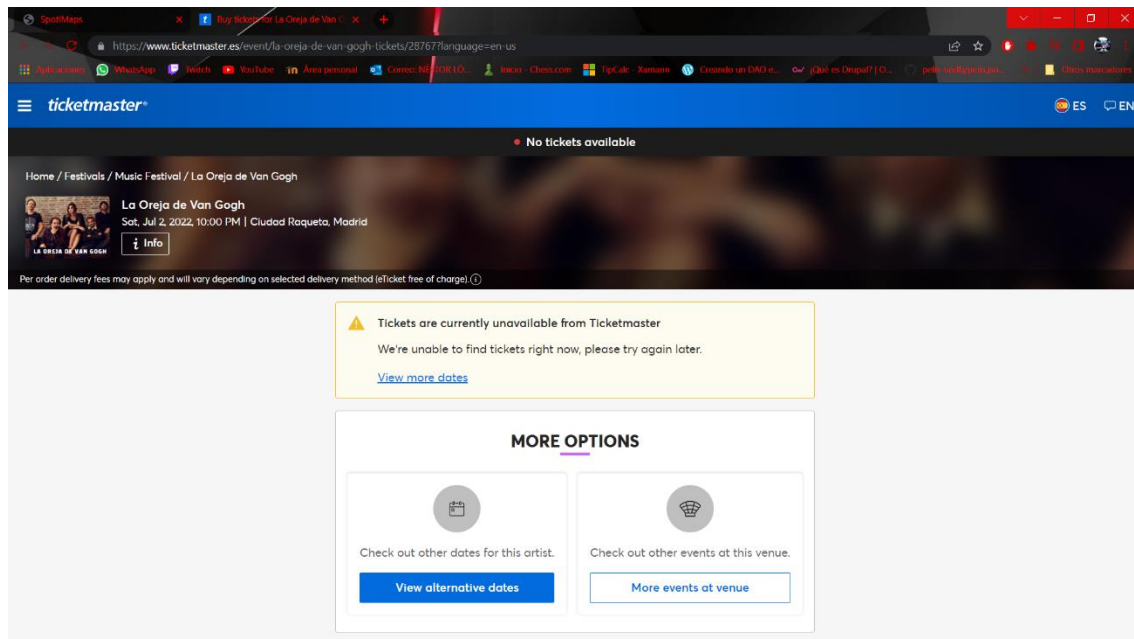 SpotiMaps
Buy tickets for La Oreja de Van G
https://www.ticketmaster.es/event/la-oreja-de-van-gogh-tickets/28767?language=en-us
Aplicaciones WhatsApp Twitch YouTube Área personal Inicio - Chess.com TipCalc - Xamarin Creando un DAO e... ¿Qué es Drupal? | O... Otros marcadores
ticketmaster ES EN
No tickets available
Home / Festivals / Music Festival / La Oreja de Van Gogh
La Oreja de Van Gogh
Sat, Jul 2, 2022, 10:00 PM | Ciudad Raqueta, Madrid
i Info
LA OREJA DE VAN GOGH
Per order delivery fees may apply and will vary depending on selected delivery method (eTicket free of charge).
Tickets are currently unavailable from Ticketmaster
We're unable to find tickets right now, please try again later.
View more dates
MORE OPTIONS
Check out other dates for this artist.
View alternative dates
Check out other events at this venue.
More events at venue